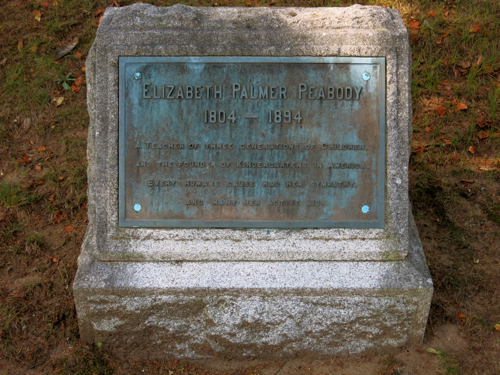 Elizabeth Palmer Peabody
1804 – 1894
A Teacher of three generations of Children,
and the founder of Kindergartens in America.
Every humane cause had her sympathy,
and many her active aid.